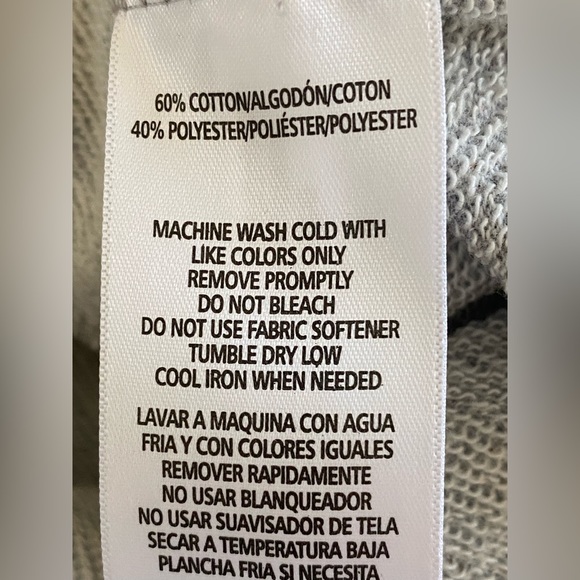 60% COTTON/ALGODÓN/COTON
40% POLYESTER/POLIÉSTER/POLYESTER
MACHINE WASH COLD WITH
LIKE COLORS ONLY
REMOVE PROMPTLY
DO NOT BLEACH
DO NOT USE FABRIC SOFTENER
TUMBLE DRY LOW
COOL IRON WHEN NEEDED
LAVAR A MAQUINA CON AGUA
FRIA Y CON COLORES IGUALES
REMOVER RAPIDAMENTE
NO USAR BLANQUEADOR
NO USAR SUAVISADOR DE TELA
SECAR A TEMPERATURA BAJA
PLANCHA FRIA SI NECESITA